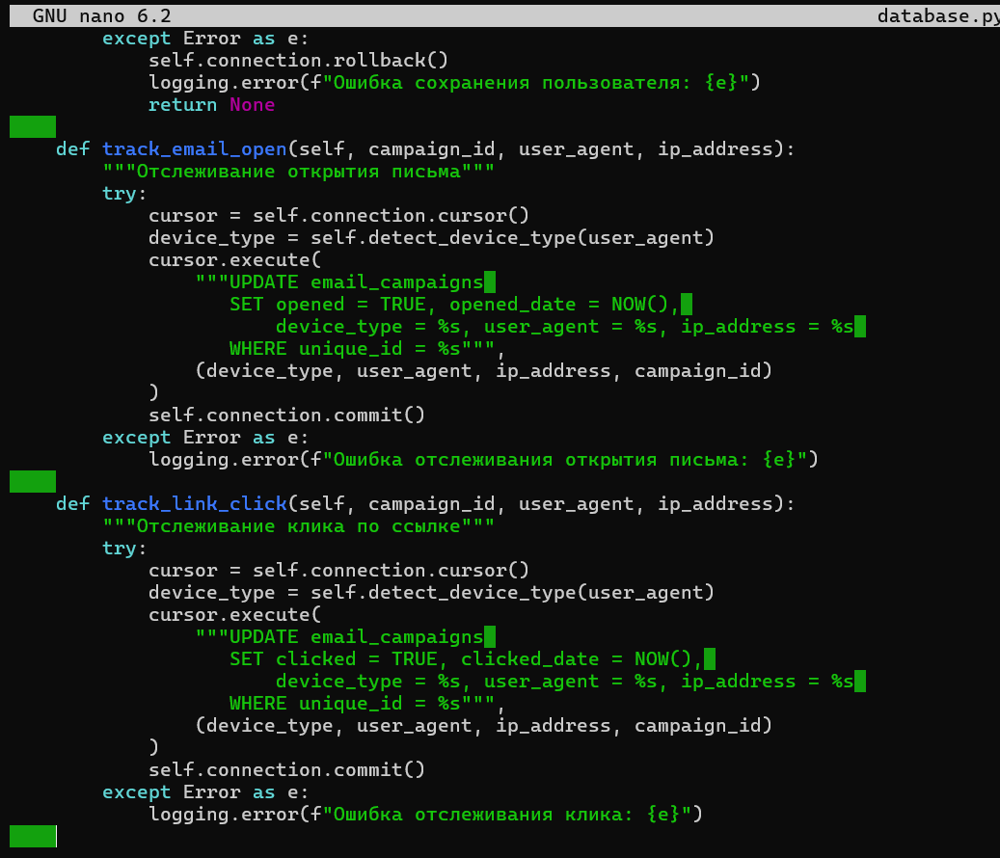 GNU nano 6.2 database.py
        except Error as e:
            self.connection.rollback()
            logging.error(f"Ошибка сохранения пользователя: {e}")
            return None
    def track_email_open(self, campaign_id, user_agent, ip_address):
        """Отслеживание открытия письма"""
        try:
            cursor = self.connection.cursor()
            device_type = self.detect_device_type(user_agent)
            cursor.execute(
                """UPDATE email_campaigns
                   SET opened = TRUE, opened_date = NOW(),
                       device_type = %s, user_agent = %s, ip_address = %s
                   WHERE unique_id = %s""",
                (device_type, user_agent, ip_address, campaign_id)
            )
            self.connection.commit()
        except Error as e:
            logging.error(f"Ошибка отслеживания открытия письма: {e}")
    def track_link_click(self, campaign_id, user_agent, ip_address):
        """Отслеживание клика по ссылке"""
        try:
            cursor = self.connection.cursor()
            device_type = self.detect_device_type(user_agent)
            cursor.execute(
                """UPDATE email_campaigns
                   SET clicked = TRUE, clicked_date = NOW(),
                       device_type = %s, user_agent = %s, ip_address = %s
                   WHERE unique_id = %s""",
                (device_type, user_agent, ip_address, campaign_id)
            )
            self.connection.commit()
        except Error as e:
            logging.error(f"Ошибка отслеживания клика: {e}")